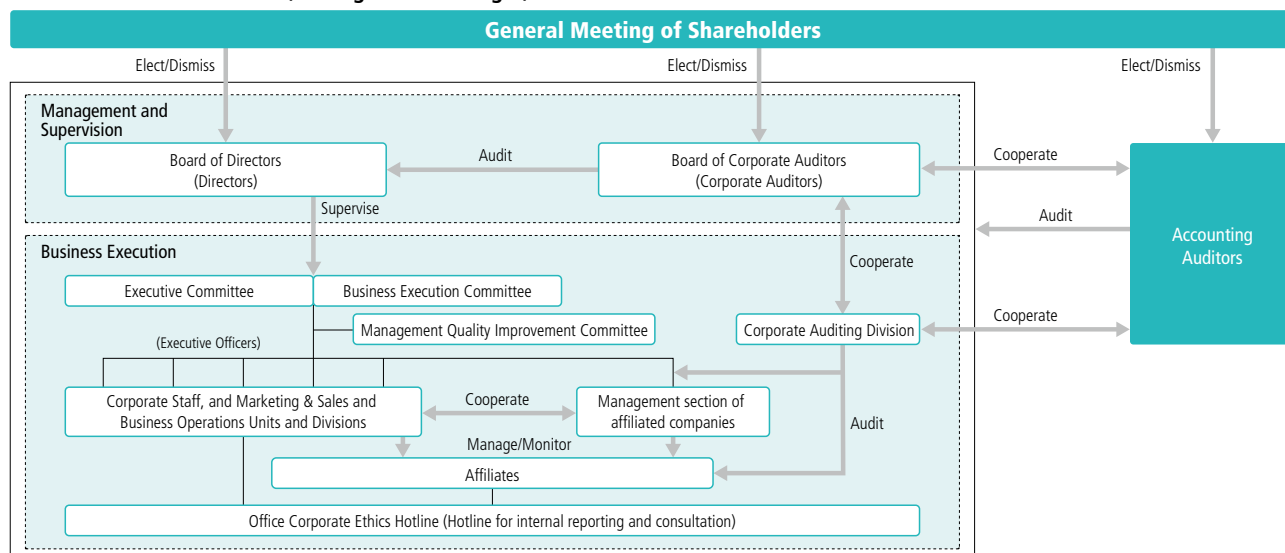 General Meeting of Shareholders
Elect/Dismiss
Elect/Dismiss
Elect/Dismiss
Management and
Supervision
Board of Directors
(Directors)
Audit
Board of Corporate Auditors
(Corporate Auditors)
Cooperate
Supervise
Audit
Accounting
Auditors
Business Execution
Cooperate
Executive Committee
Business Execution Committee
Management Quality Improvement Committee
Corporate Auditing Division
Cooperate
(Executive Officers)
Corporate Staff, and Marketing & Sales and
Business Operations Units and Divisions
Cooperate
Management section of
affiliated companies
Audit
Manage/Monitor
Affiliates
Office Corporate Ethics Hotline (Hotline for internal reporting and consultation)